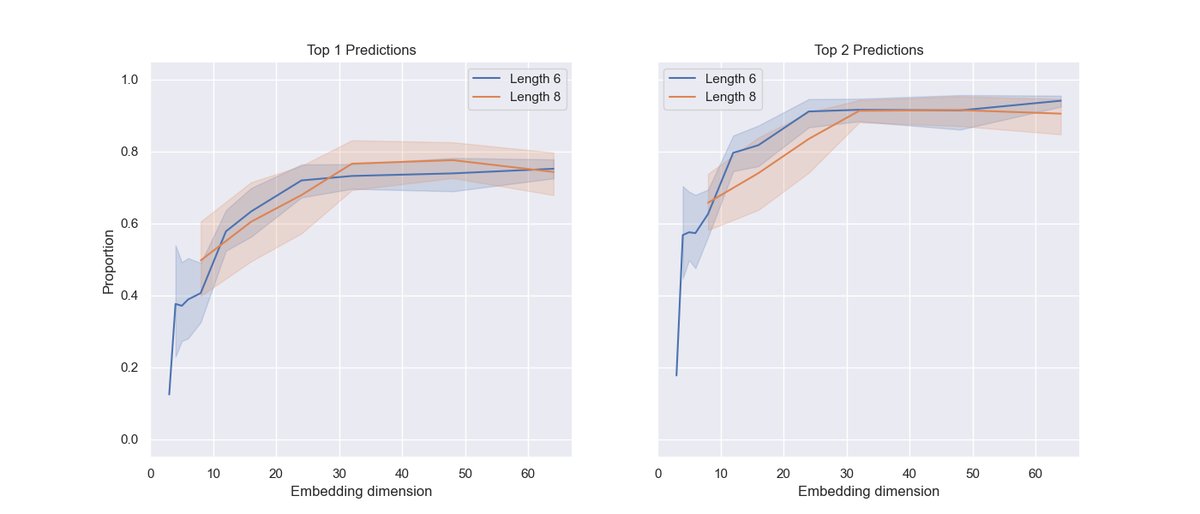 Top 1 Predictions
Length 6
Length 8
Proportion
1.0
0.8
0.6
0.4
0.2
0.0
0 10 20 30 40 50 60
Embedding dimension
Top 2 Predictions
Length 6
Length 8
0 10 20 30 40 50 60
Embedding dimension